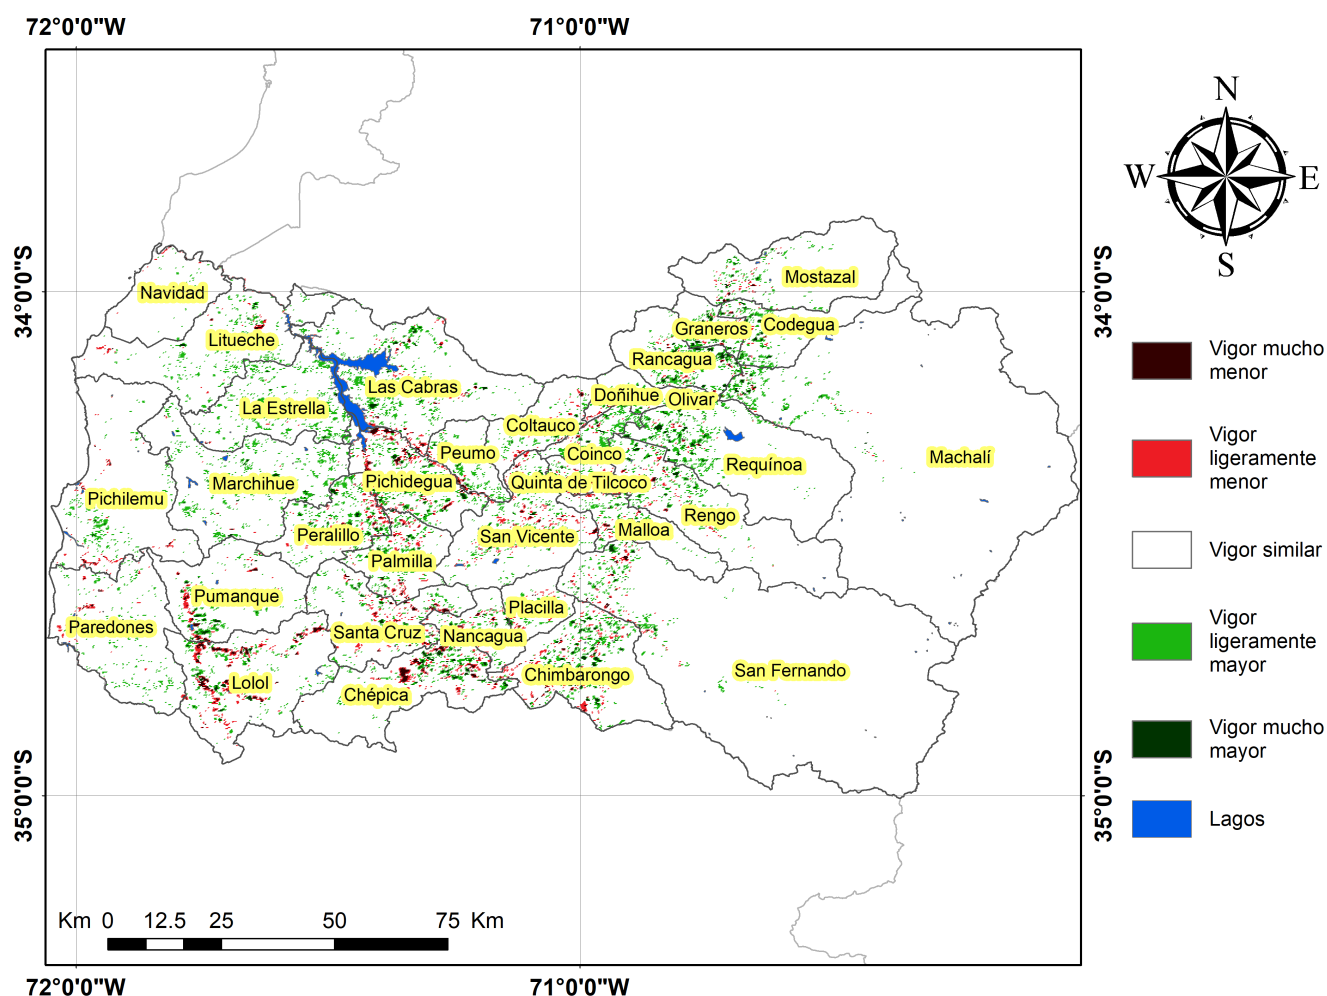 72°0'0"W
71°0'0"W
N
W
E
S
34°0'0"S
34°0'0"S
Mostazal
Navidad
Graneros
Codegua
Litueche
Rancagua
Las Cabras
Doñihue
Olivar
La Estrella
Coltauco
Peumo
Coinco
Requínoa
Machalí
Marchihue
Pichidegua
Quinta de Tilcoco
Pichilemu
Rengo
Peralillo
San Vicente
Malloa
Palmilla
Pumanque
Placilla
Paredones
Santa Cruz
Nancagua
Lolol
Chépica
Chimbarongo
San Fernando
Vigor mucho
menor
Vigor
ligeramente
menor
Vigor similar
Vigor
ligeramente
mayor
Vigor mucho
mayor
Lagos
35°0'0"S
35°0'0"S
Km 0 12.5 25 50 75 Km
72°0'0"W
71°0'0"W